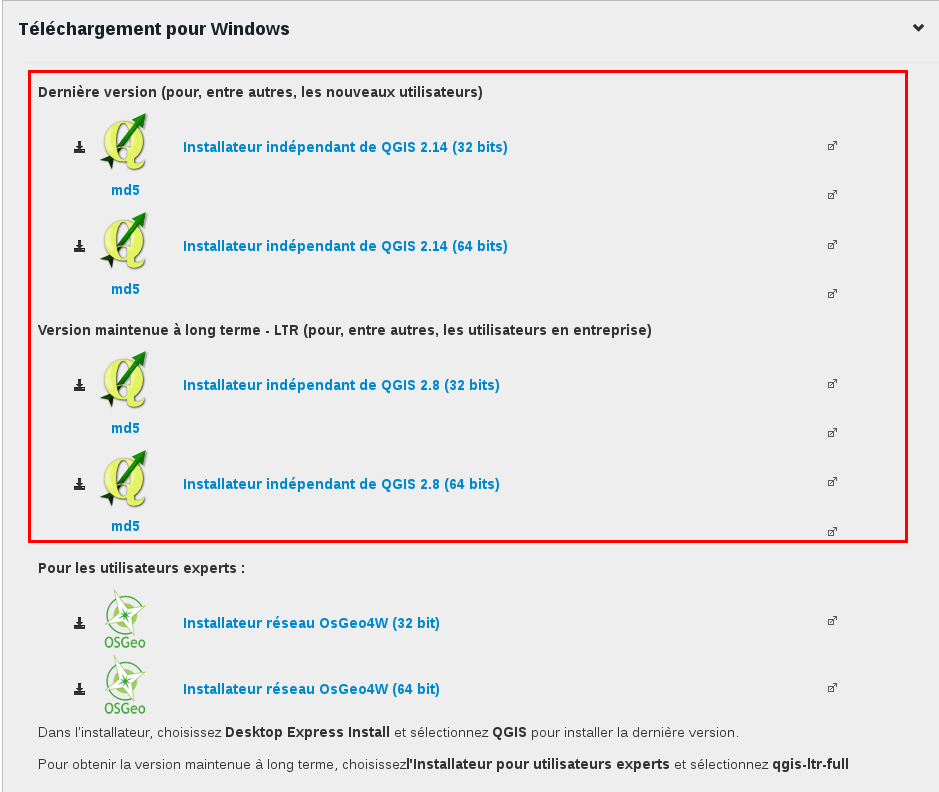 Téléchargement pour Windows
Dernière version (pour, entre autres, les nouveaux utilisateurs)
Installateur indépendant de QGIS 2.14 (32 bits)
md5
Installateur indépendant de QGIS 2.14 (64 bits)
md5
Version maintenue à long terme - LTR (pour, entre autres, les utilisateurs en entreprise)
Installateur indépendant de QGIS 2.8 (32 bits)
md5
Installateur indépendant de QGIS 2.8 (64 bits)
md5
Pour les utilisateurs experts :
Installateur réseau OsGeo4W (32 bit)
OSGeo
Installateur réseau OsGeo4W (64 bit)
OSGeo
Dans l'installateur, choisissez Desktop Express Install et sélectionnez QGIS pour installer la dernière version.
Pour obtenir la version maintenue à long terme, choisissezl'Installateur pour utilisateurs experts et sélectionnez qgis-ltr-full